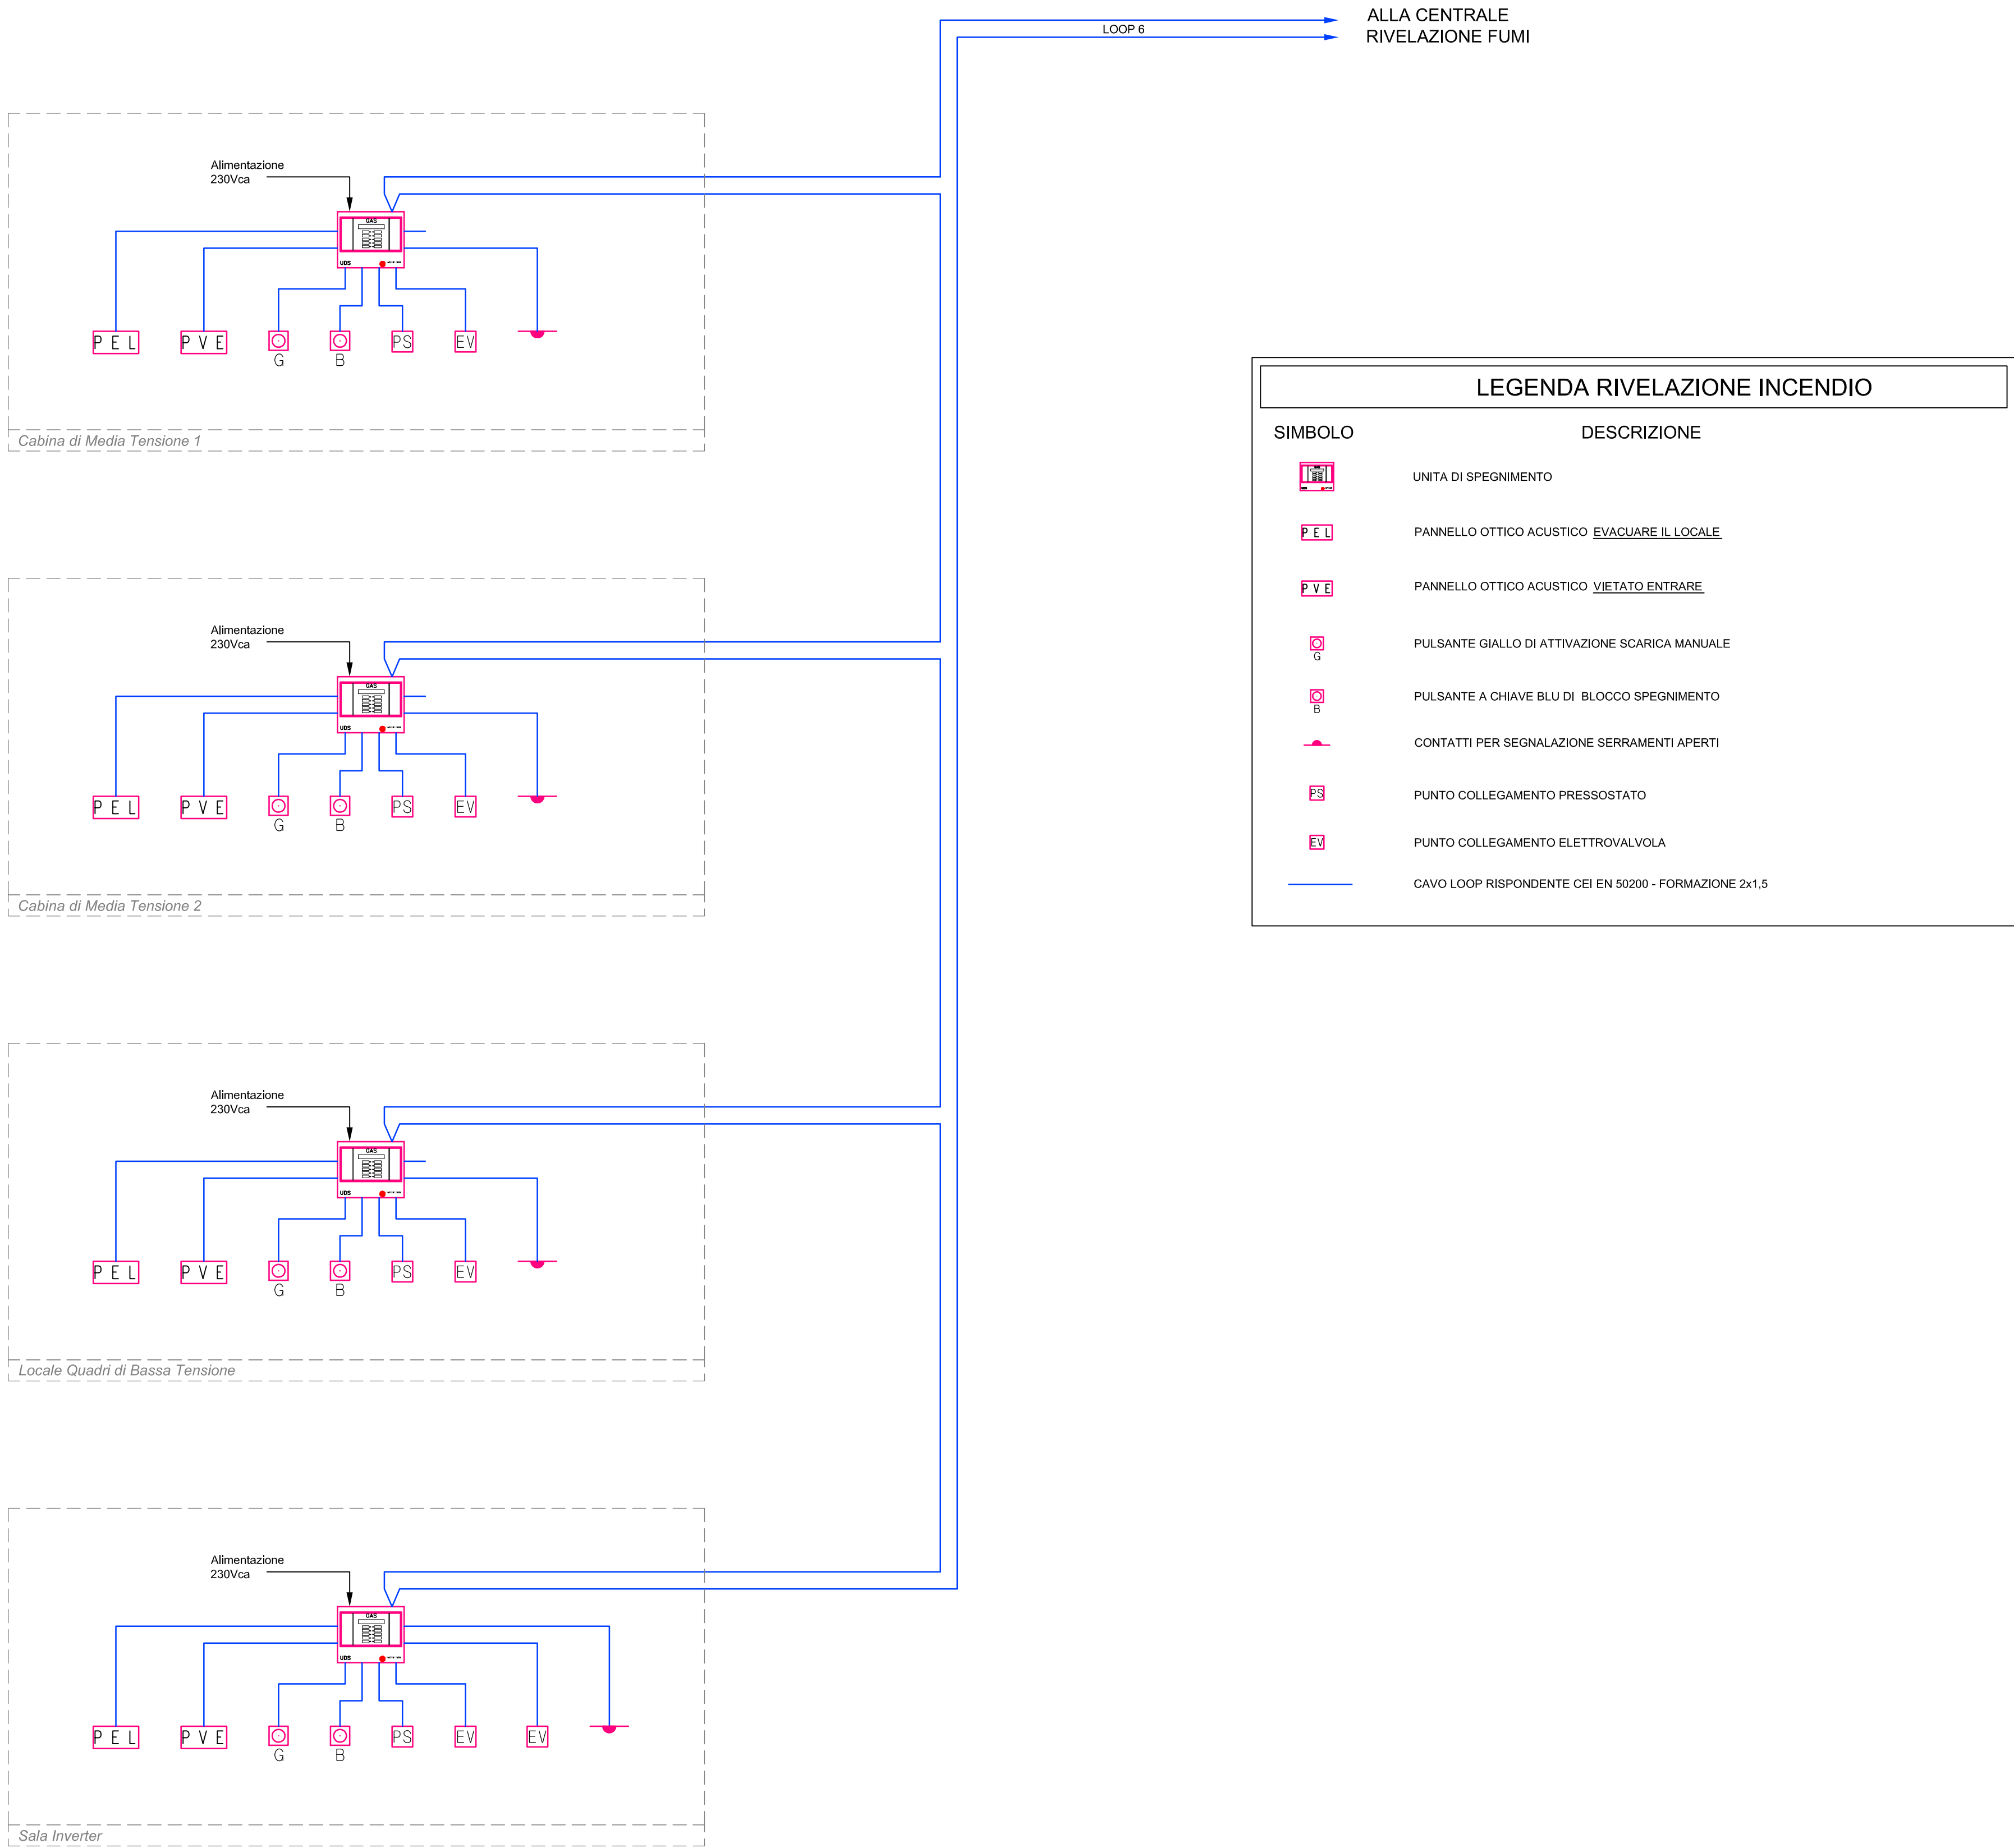 ALLA CENTRALE
RIVELAZIONE FUMI
LOOP 6
Alimentazione
230Vca
GAS
UDS
P E L
P V E
G
B
PS
EV
Cabina di Media Tensione 1
Alimentazione
230Vca
GAS
UDS
P E L
P V E
G
B
PS
EV
Cabina di Media Tensione 2
Alimentazione
230Vca
GAS
UDS
P E L
P V E
G
B
PS
EV
Locale Quadri di Bassa Tensione
Alimentazione
230Vca
GAS
UDS
P E L
P V E
G
B
PS
EV
EV
Sala Inverter
LEGENDA RIVELAZIONE INCENDIO
SIMBOLO DESCRIZIONE
UNITA DI SPEGNIMENTO
P E L PANNELLO OTTICO ACUSTICO EVACUARE IL LOCALE
P V E PANNELLO OTTICO ACUSTICO VIETATO ENTRARE
G PULSANTE GIALLO DI ATTIVAZIONE SCARICA MANUALE
B PULSANTE A CHIAVE BLU DI BLOCCO SPEGNIMENTO
CONTATTI PER SEGNALAZIONE SERRAMENTI APERTI
PS PUNTO COLLEGAMENTO PRESSOSTATO
EV PUNTO COLLEGAMENTO ELETTROVALVOLA
CAVO LOOP RISPONDENTE CEI EN 50200 - FORMAZIONE 2x1,5